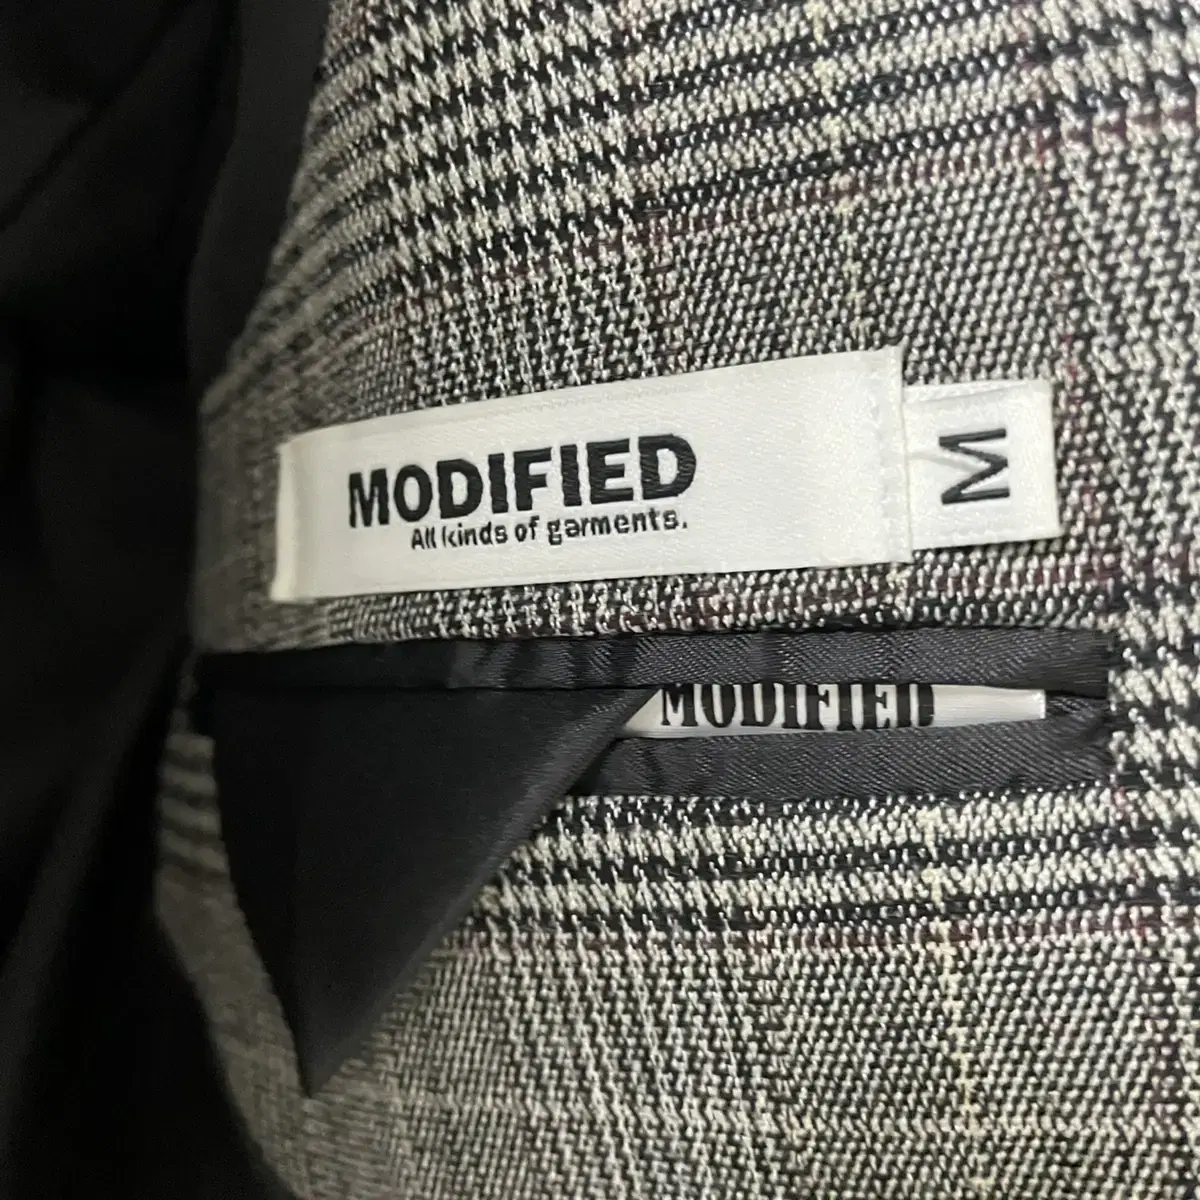 MODIFIED
All kinds of garments.
M
MODIFIED